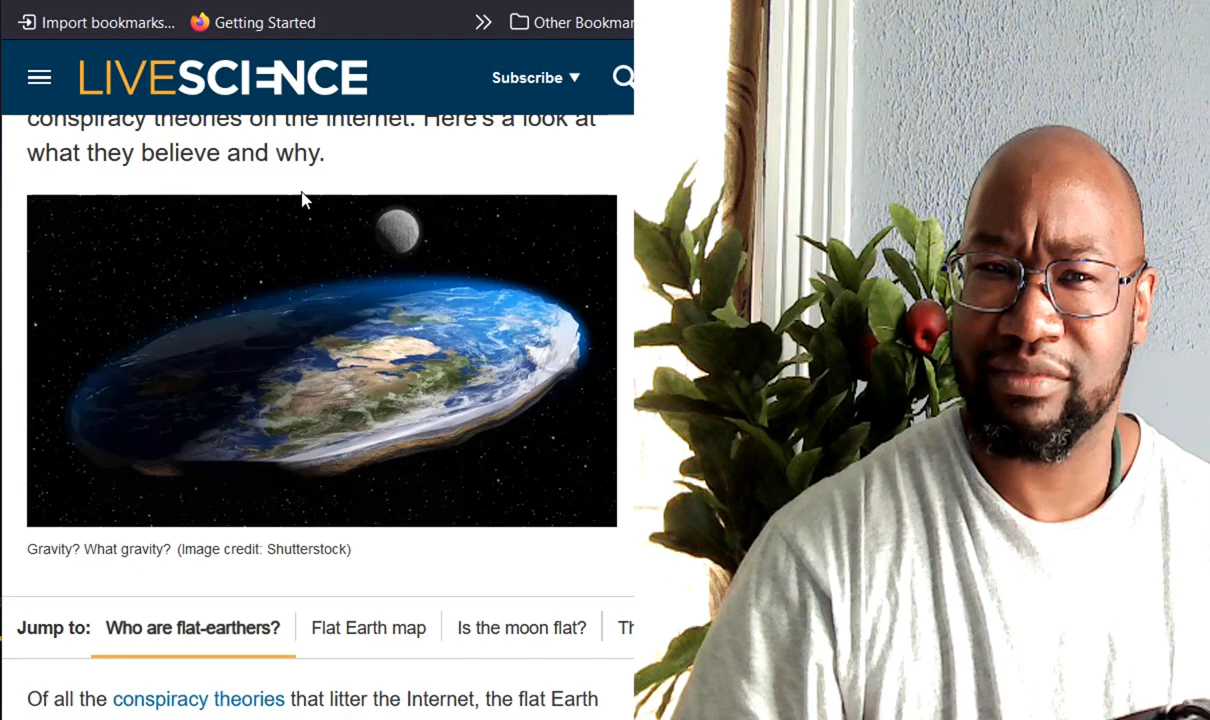 Import bookmarks... Getting Started Other Bookmar
LIVESCIENCE Subscribe ▼
conspiracy theories on the internet. Here's a look at
what they believe and why.
Gravity? What gravity? (Image credit: Shutterstock)
Jump to: Who are flat-earthers? Flat Earth map Is the moon flat? Th
Of all the conspiracy theories that litter the Internet, the flat Earth